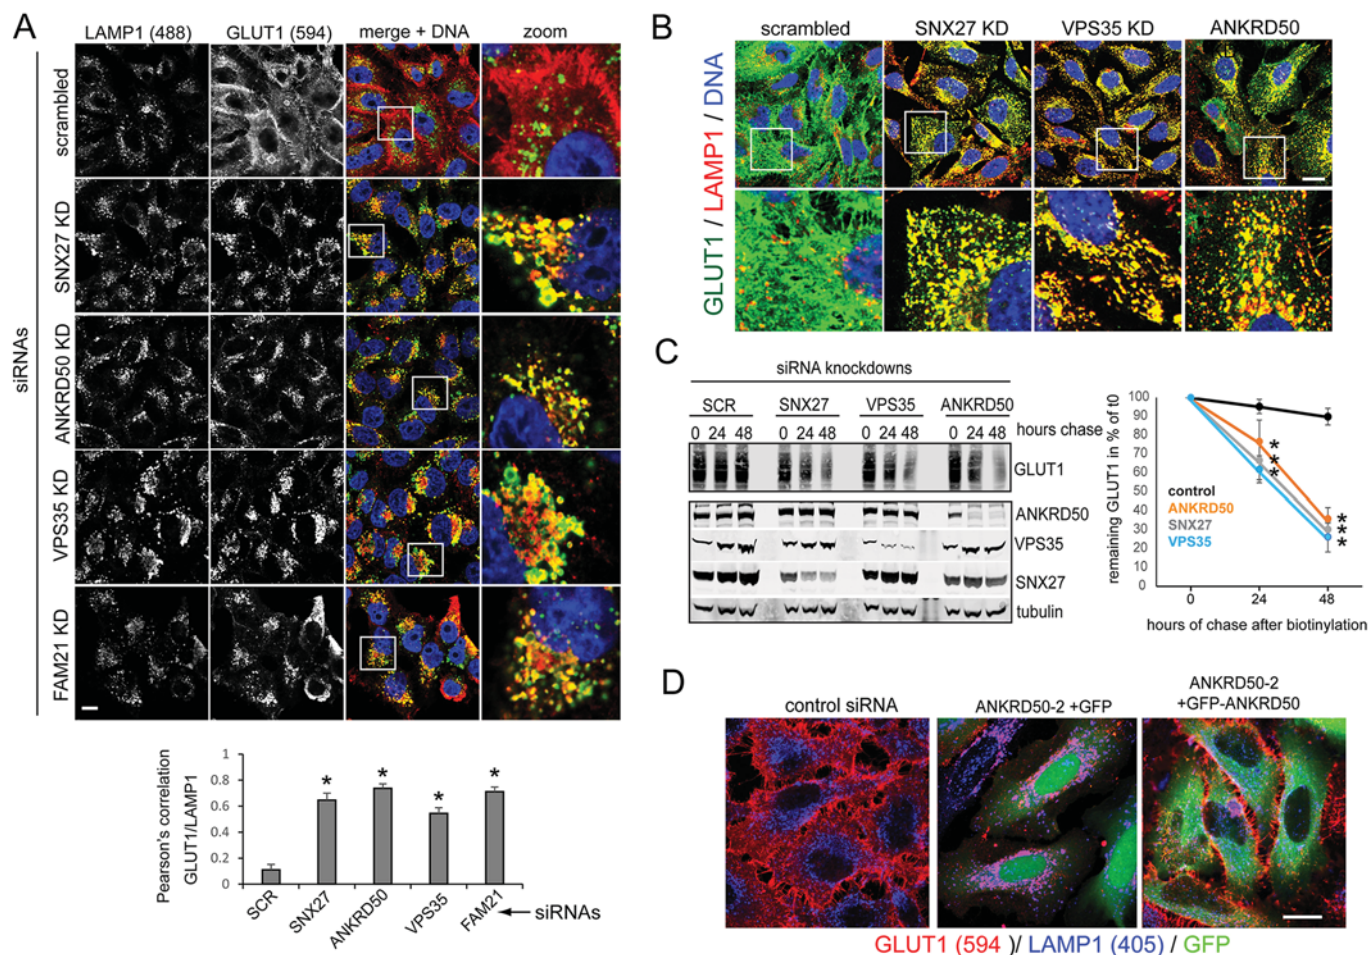 A
LAMP1 (488) GLUT1 (594) merge + DNA zoom
siRNAs
scrambled
SNX27 KD
ANKRD50 KD
VPS35 KD
FAM21 KD
Pearson's correlation
GLUT1/LAMP1
1
0.8
0.6
0.4
0.2
0
* * * *
SCR SNX27 ANKRD50 VPS35 FAM21
siRNAs
B
scrambled SNX27 KD VPS35 KD ANKRD50
GLUT1 / LAMP1 / DNA
C
siRNA knockdowns
SCR SNX27 VPS35 ANKRD50
0 24 48 0 24 48 0 24 48 0 24 48 hours chase
GLUT1
ANKRD50
VPS35
SNX27
tubulin
remaining GLUT1 in % of t0
100
90
80
70
60
50
40
30
20
10
0
control
ANKRD50
SNX27
VPS35
* * *
* * *
0 24 48
hours of chase after biotinylation
D
control siRNA
ANKRD50-2 +GFP
ANKRD50-2
+GFP-ANKRD50
GLUT1 (594 )/ LAMP1 (405) / GFP